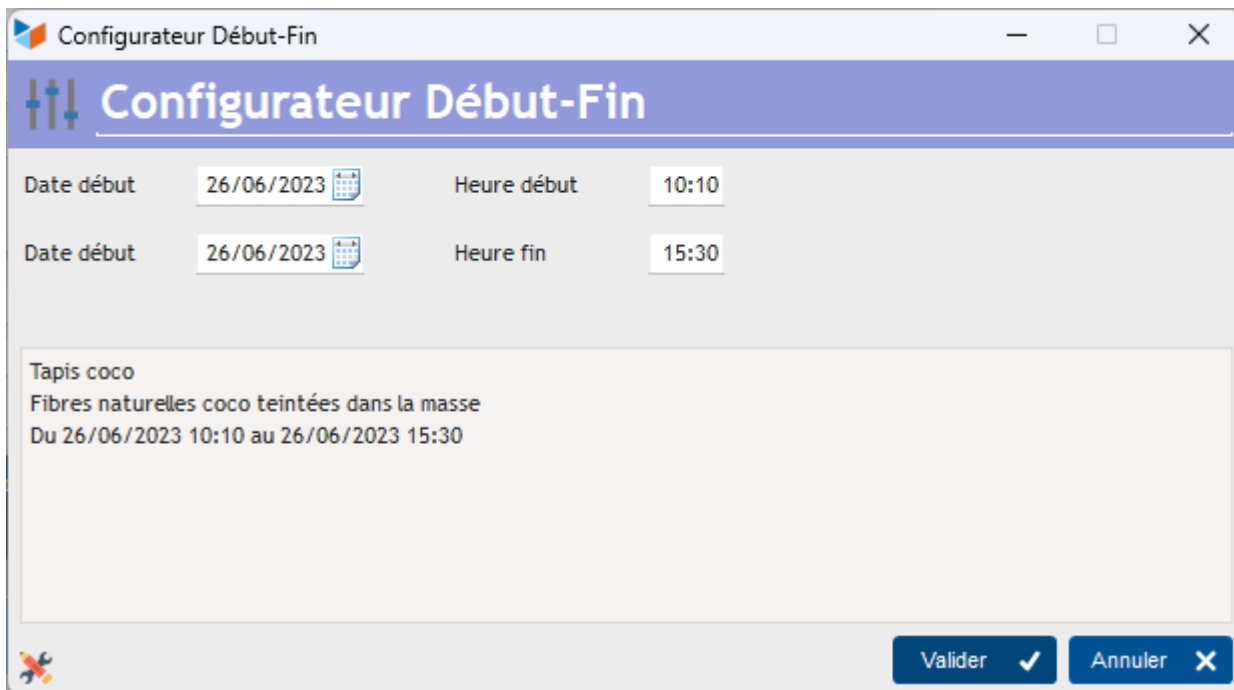 Configurateur Début-Fin
Configurateur Début-Fin
Date début 26/06/2023 Heure début 10:10
Date début 26/06/2023 Heure fin 15:30
Tapis coco
Fibres naturelles coco teintées dans la masse
Du 26/06/2023 10:10 au 26/06/2023 15:30
Valider Annuler